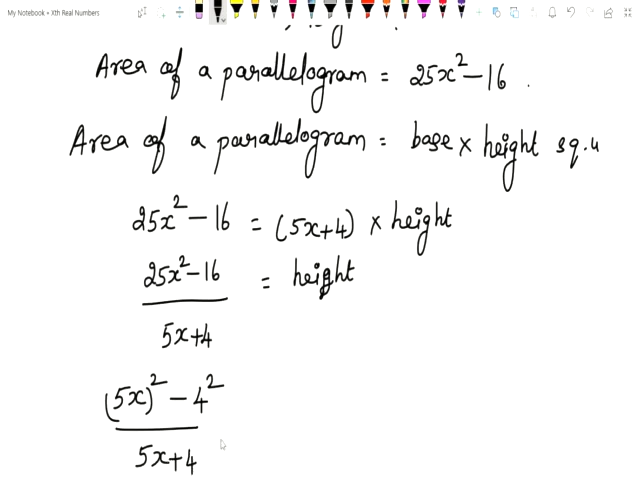 My Notebook » Xth Real Numbers
Area of a parallelogram = 25x² - 16 .
Area of a parallelogram = base × height sq.u
25x² - 16 = (5x+4) × height
25x² - 16 = height
5x+4
(5x)² - 4²
5x+4